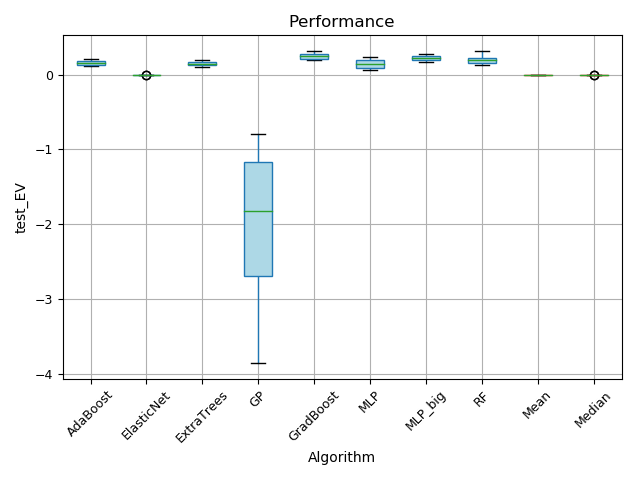 Performance
test_EV
0
−1
−2
−3
−4
AdaBoost
ElasticNet
ExtraTrees
GP
GradBoost
MLP
MLP_big
RF
Mean
Median
Algorithm